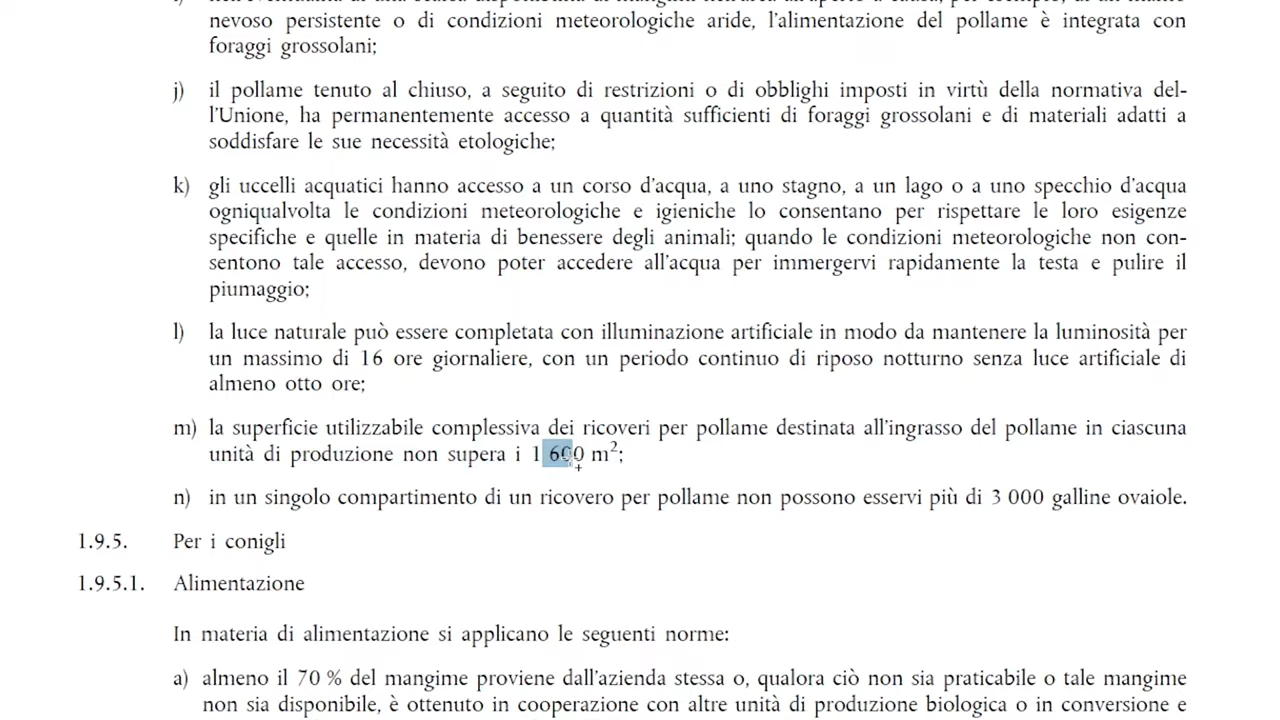 nevoso persistente o di condizioni meteorologiche aride, l'alimentazione del pollame è integrata con
foraggi grossolani;
j) il pollame tenuto al chiuso, a seguito di restrizioni o di obblighi imposti in virtù della normativa del-
l'Unione, ha permanentemente accesso a quantità sufficienti di foraggi grossolani e di materiali adatti a
soddisfare le sue necessità etologiche;
k) gli uccelli acquatici hanno accesso a un corso d'acqua, a uno stagno, a un lago o a uno specchio d'acqua
ogniqualvolta le condizioni meteorologiche e igieniche lo consentano per rispettare le loro esigenze
specifiche e quelle in materia di benessere degli animali; quando le condizioni meteorologiche non con-
sentono tale accesso, devono poter accedere all'acqua per immergervi rapidamente la testa e pulire il
piumaggio;
l) la luce naturale può essere completata con illuminazione artificiale in modo da mantenere la luminosità per
un massimo di 16 ore giornaliere, con un periodo continuo di riposo notturno senza luce artificiale di
almeno otto ore;
m) la superficie utilizzabile complessiva dei ricoveri per pollame destinata all'ingrasso del pollame in ciascuna
unità di produzione non supera i 1 600 m²;
n) in un singolo compartimento di un ricovero per pollame non possono esservi più di 3 000 galline ovaiole.
1.9.5. Per i conigli
1.9.5.1. Alimentazione
In materia di alimentazione si applicano le seguenti norme:
a) almeno il 70 % del mangime proviene dall'azienda stessa o, qualora ciò non sia praticabile o tale mangime
non sia disponibile, è ottenuto in cooperazione con altre unità di produzione biologica o in conversione e